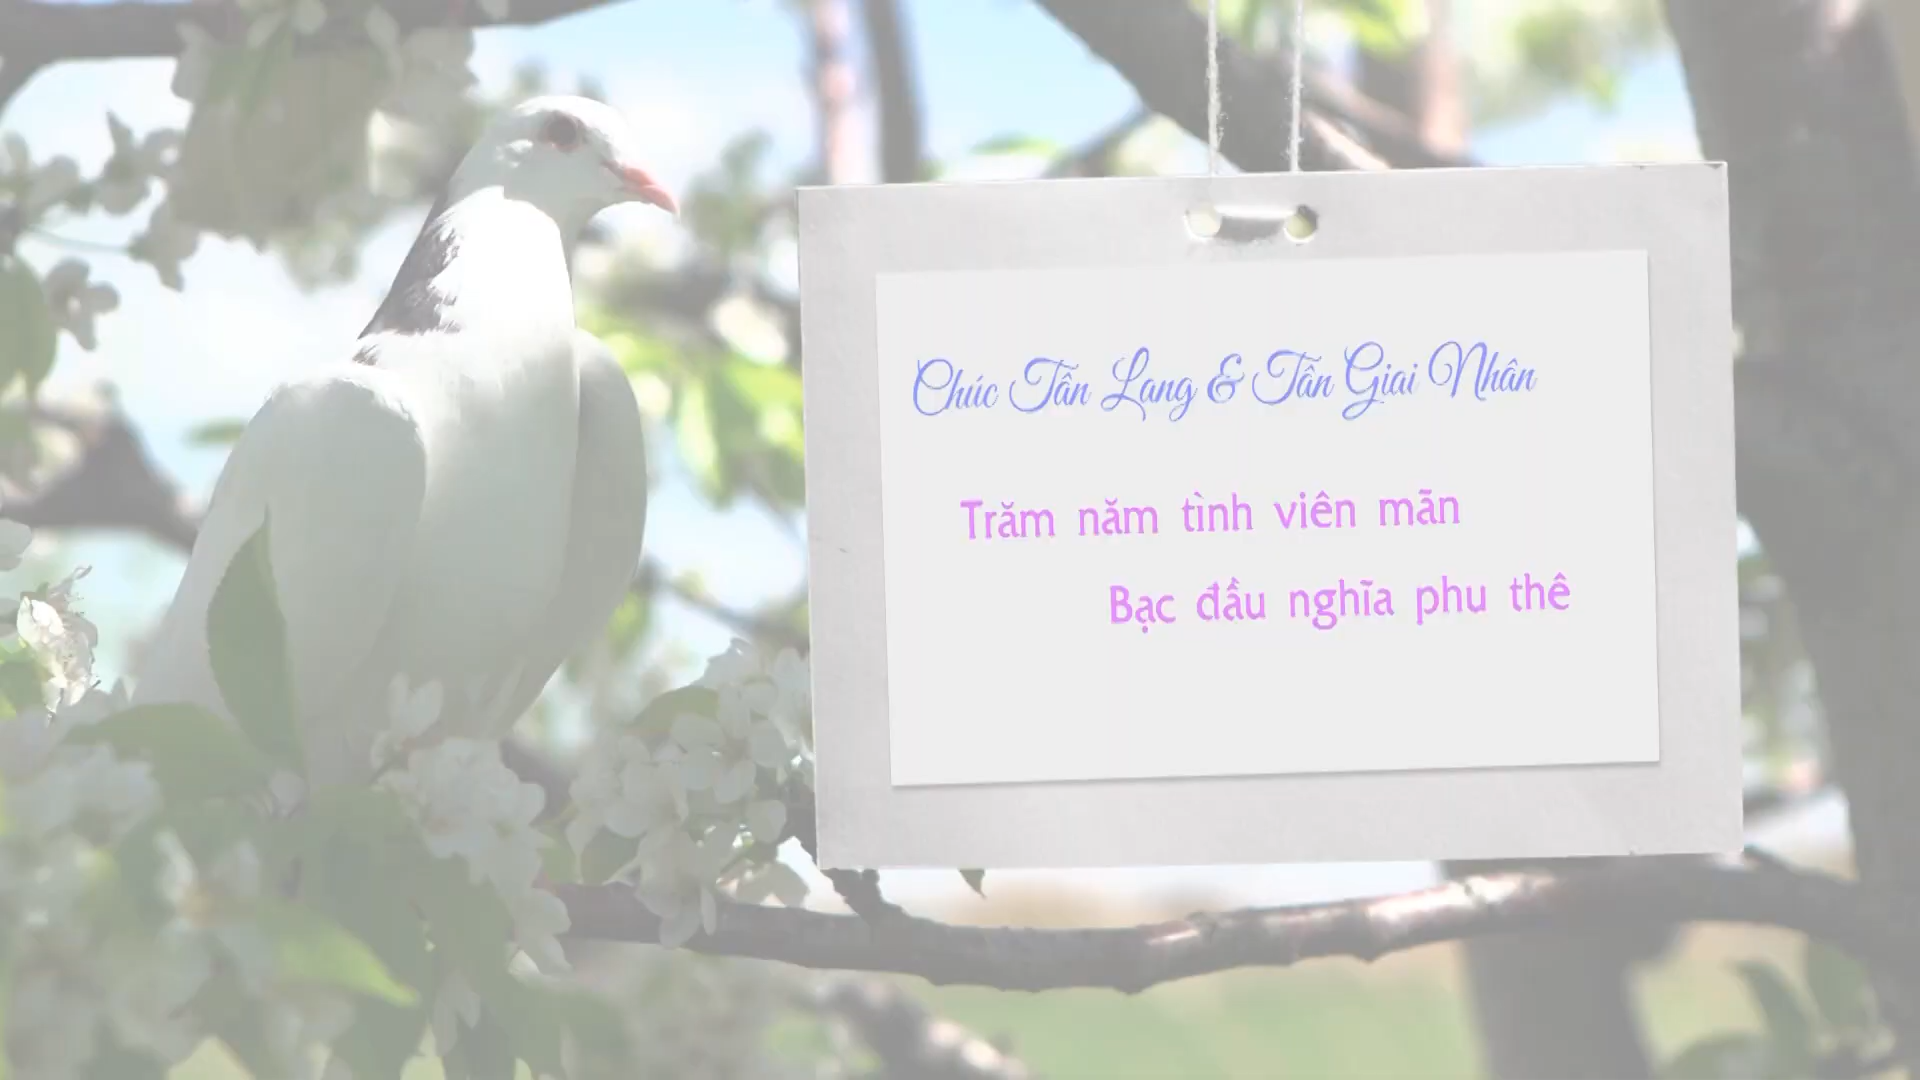 Chúc Tân Lang & Tân Giai Nhân
Trăm năm tình viên mãn
Bạc đầu nghĩa phu thê